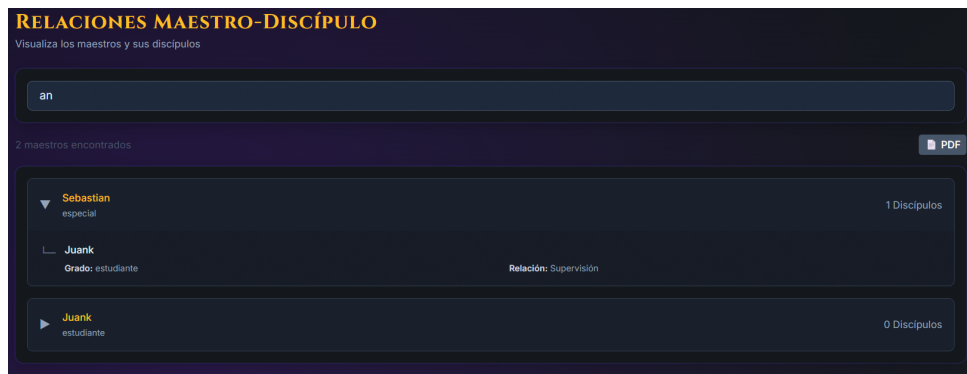 RELACIONES MAESTRO-DISCÍPULO
Visualiza los maestros y sus discípulos
an
2 maestros encontrados
PDF
Sebastian
especial
1 Discípulos
Juank
Grado: estudiante
Relación: Supervisión
Juank
estudiante
0 Discípulos